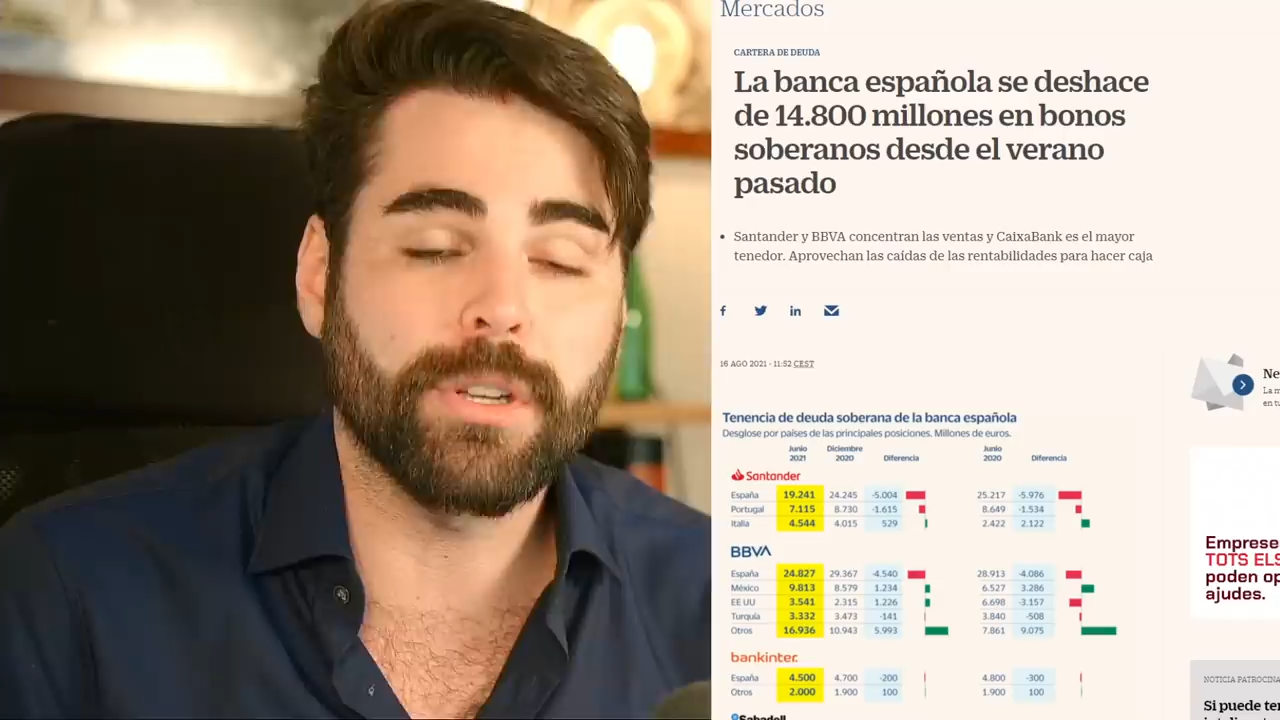 Mercados
CARTERA DE DEUDA
La banca española se deshace
de 14.800 millones en bonos
soberanos desde el verano
pasado
• Santander y BBVA concentran las ventas y CaixaBank es el mayor
tenedor. Aprovechan las caídas de las rentabilidades para hacer caja
16 AGO 2021 - 11:52 CEST
Tenencia de deuda soberana de la banca española
Desglose por países de las principales posiciones. Millones de euros.
Junio 2021 Diciembre 2020 Diferencia Junio 2020 Diferencia
Santander
España 19.241 24.245 -5.004 25.217 -5.976
Portugal 7.115 8.730 -1.615 8.649 -1.534
Italia 4.544 4.015 529 2.422 2.122
BBVA
España 24.827 29.367 -4.540 28.913 -4.086
México 9.813 8.579 1.234 6.527 3.286
EE UU 3.541 2.315 1.226 6.698 -3.157
Turquía 3.332 3.473 -141 3.840 -508
Otros 16.936 10.943 5.993 7.861 9.075
bankinter.
España 4.500 4.700 -200 4.800 -300
Otros 2.000 1.900 100 1.900 100
Sabadell
Ne
La m
en tu
Emprese
TOTS ELS
poden op
ajudes.
NOTICIA PATROCINA
Si puede ten